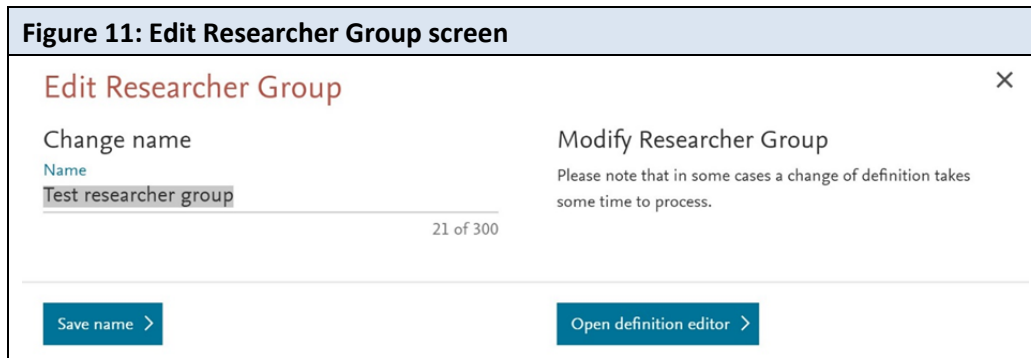 Figure 11: Edit Researcher Group screen
Edit Researcher Group
Change name
Name
Test researcher group
21 of 300
Modify Researcher Group
Please note that in some cases a change of definition takes
some time to process.
Save name
Open definition editor